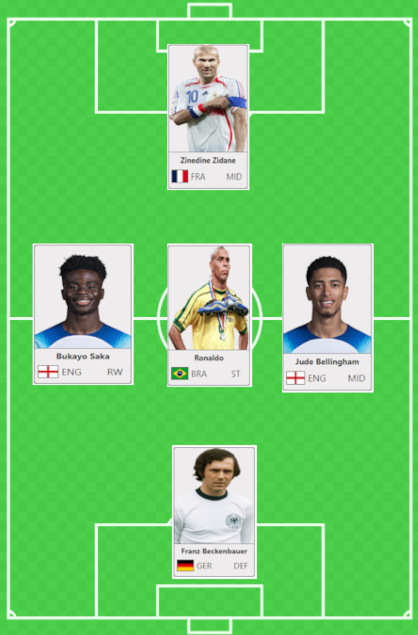 10
Zinedine Zidane
FRA MID
Bukayo Saka
ENG RW
Ronaldo
BRA ST
Jude Bellingham
ENG MID
Franz Beckenbauer
GER DEF